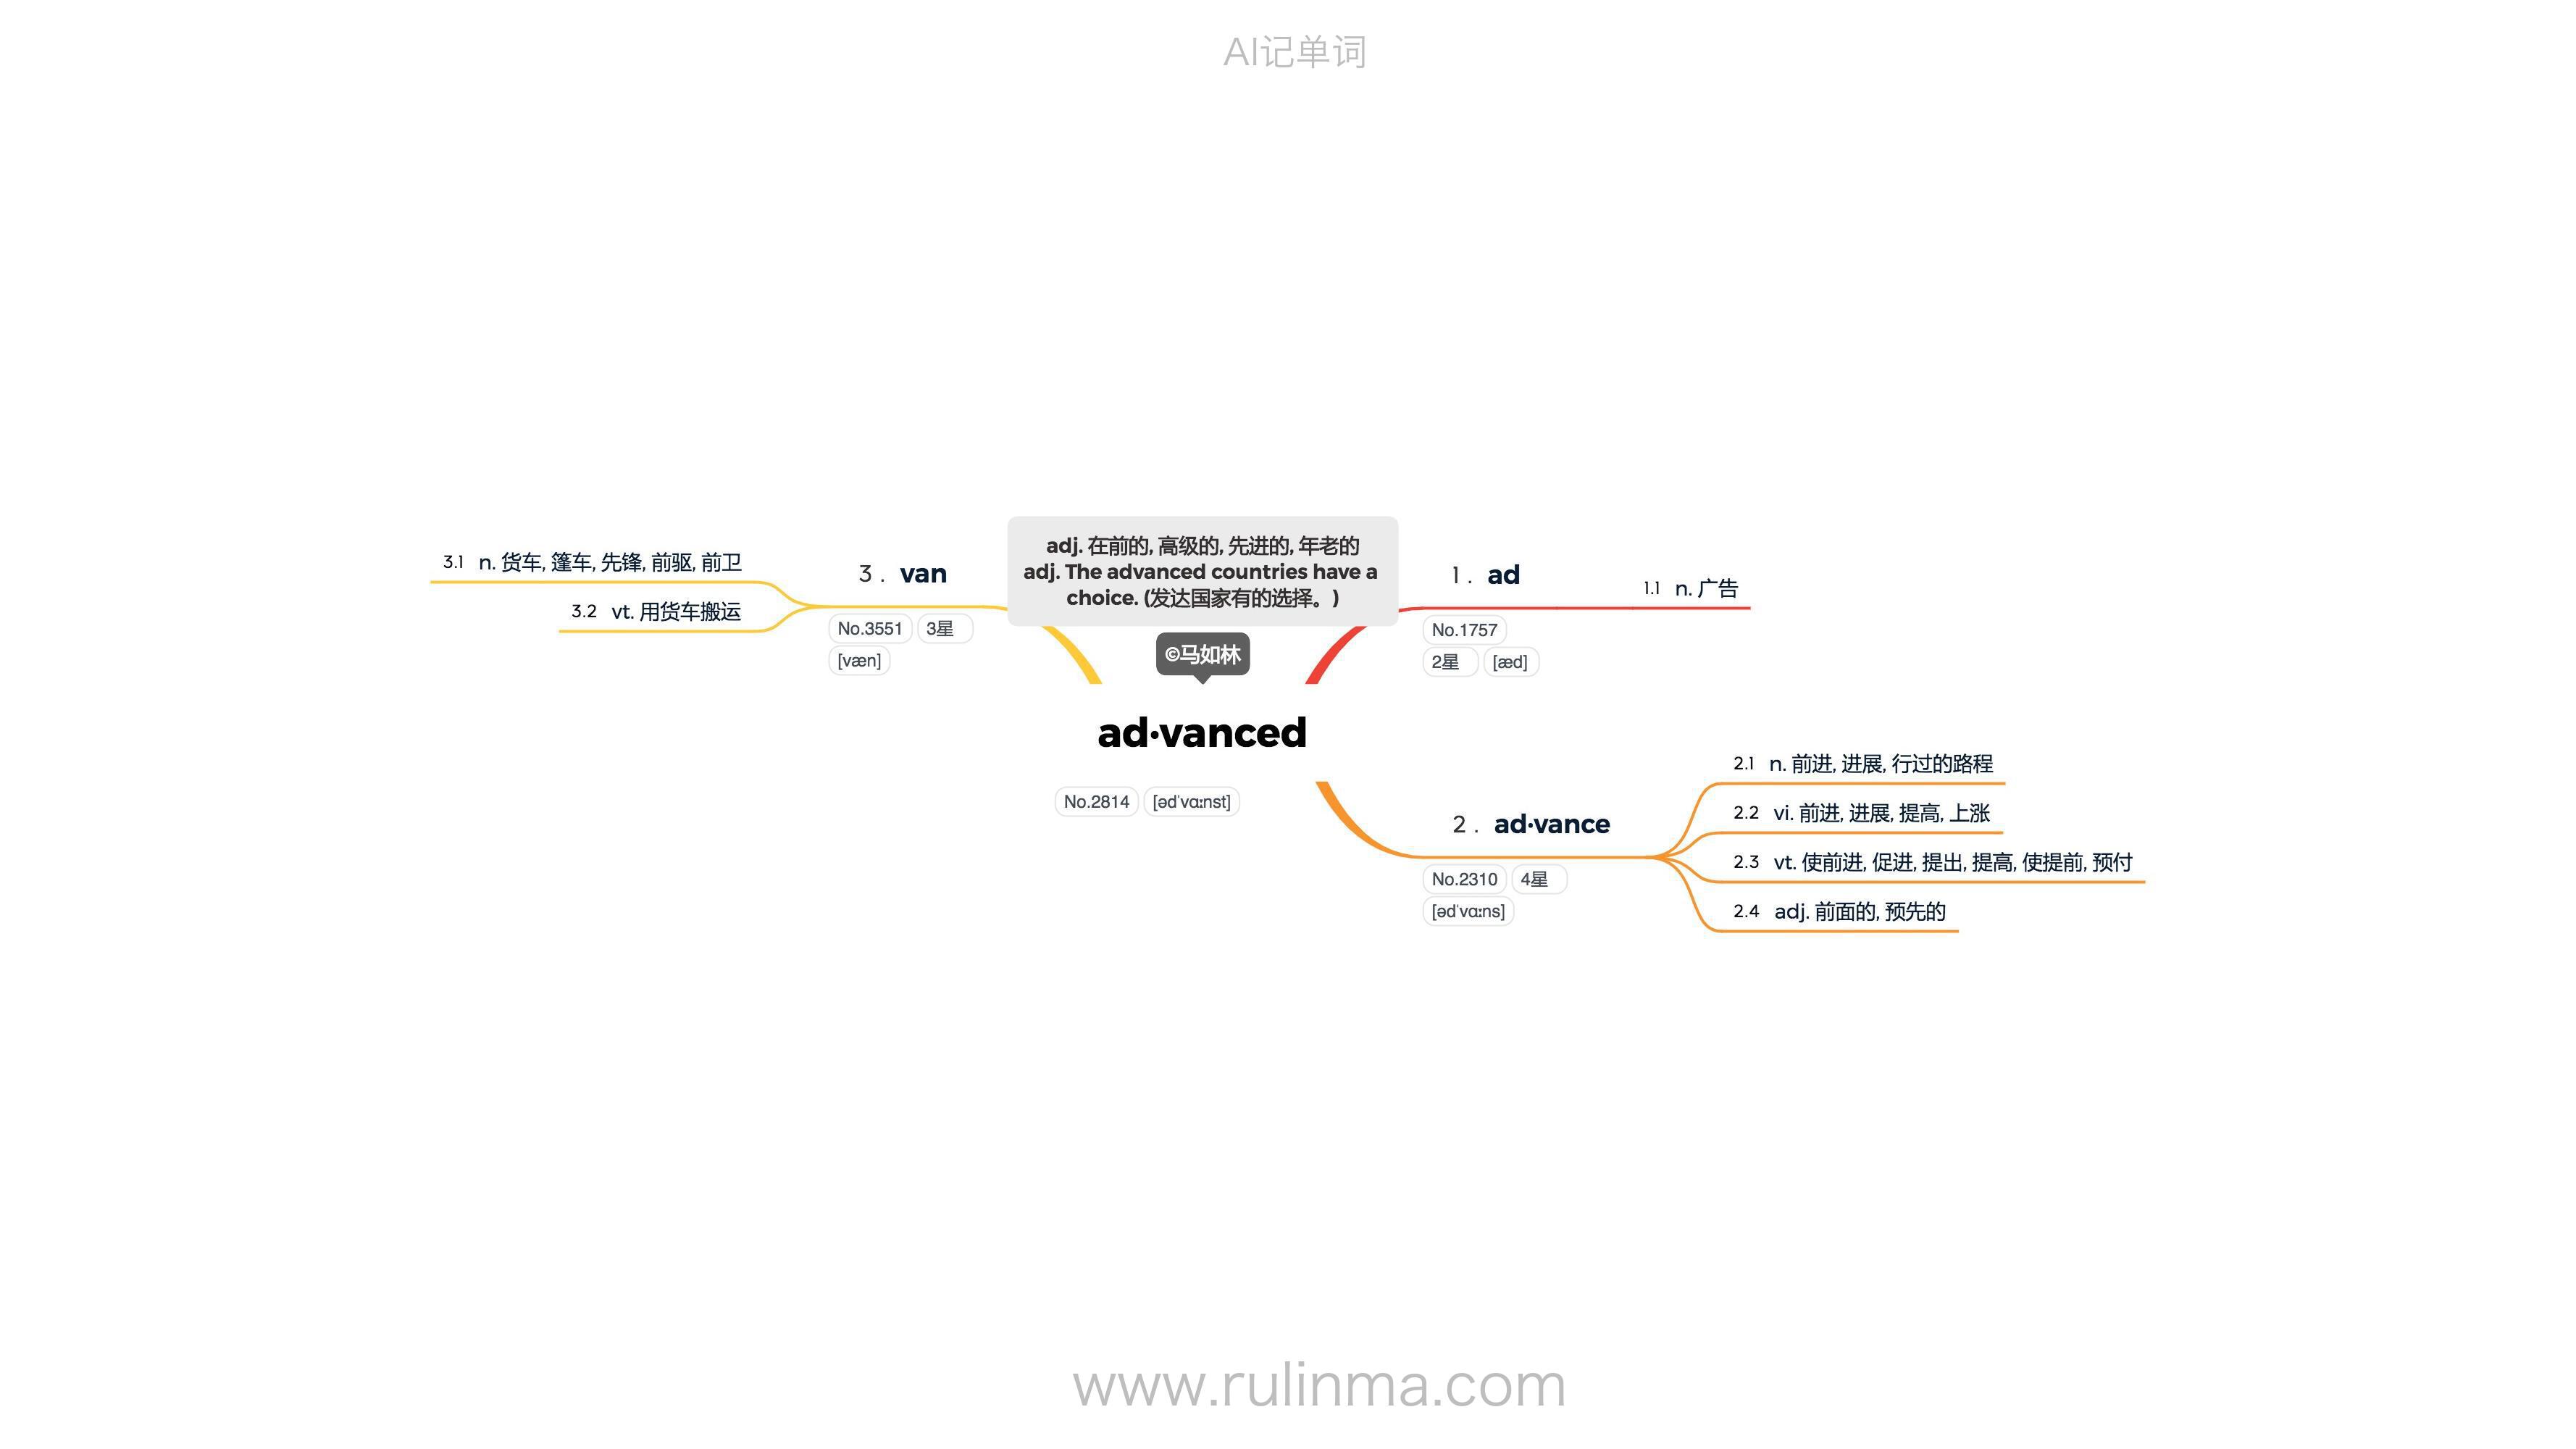 AI记单词
adj. 在前的, 高级的, 先进的, 年老的
adj. The advanced countries have a
choice. (发达国家有的选择。)
©马如林
ad·vanced
No.2814 [ədˈvɑːnst]
1. ad
No.1757
2星 [æd]
1.1 n. 广告
2. ad·vance
No.2310 4星
[ədˈvɑːns]
2.1 n. 前进, 进展, 行过的路程
2.2 vi. 前进, 进展, 提高, 上涨
2.3 vt. 使前进, 促进, 提出, 提高, 使提前, 预付
2.4 adj. 前面的, 预先的
3. van
No.3551 3星
[væn]
3.1 n. 货车, 篷车, 先锋, 前驱, 前卫
3.2 vt. 用货车搬运
www.rulinma.com